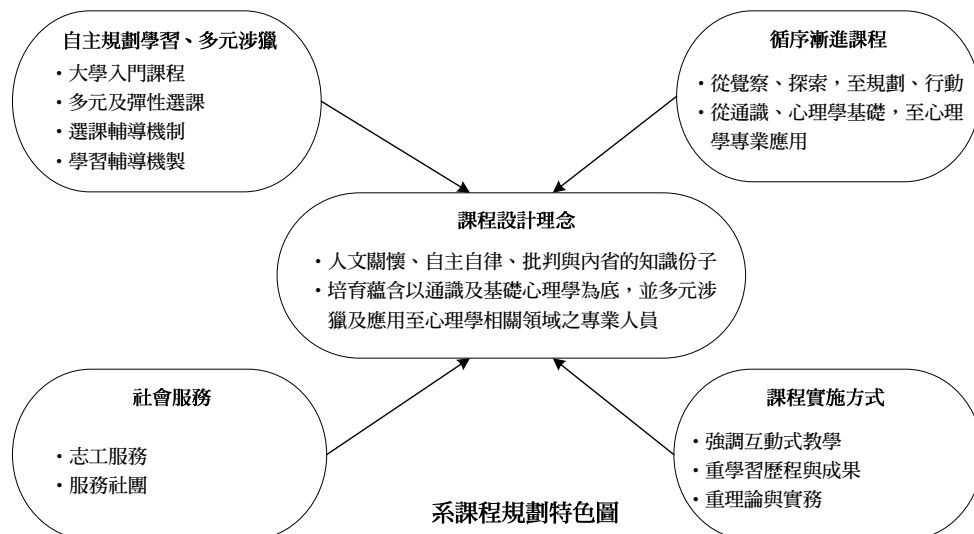 自主規劃學習、多元涉獵
・大學入門課程
・多元及彈性選課
・選課輔導機制
・學習輔導機製
循序漸進課程
・從覺察、探索，至規劃、行動
・從通識、心理學基礎，至心理
學專業應用
課程設計理念
・人文關懷、自主自律、批判與內省的知識份子
・培育蘊含以通識及基礎心理學為底，並多元涉
獵及應用至心理學相關領域之專業人員
社會服務
・志工服務
・服務社團
課程實施方式
・強調互動式教學
・重學習歷程與成果
・重理論與實務
系課程規劃特色圖